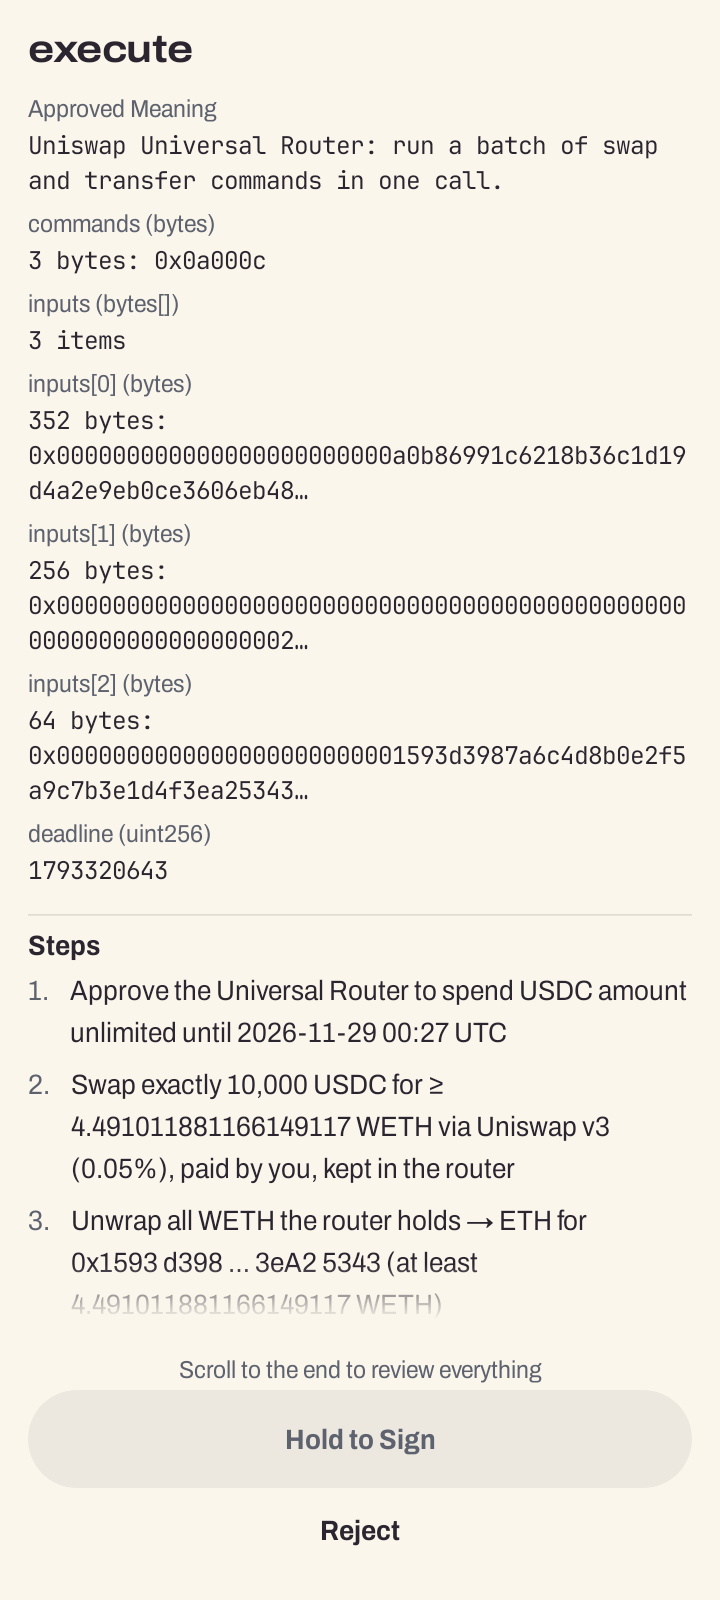 execute
Approved Meaning
Uniswap Universal Router: run a batch of swap
and transfer commands in one call.
commands (bytes)
3 bytes: 0x0a000c
inputs (bytes[])
3 items
inputs[0] (bytes)
352 bytes:
0x000000000000000000000000a0b86991c6218b36c1d19
d4a2e9eb0ce3606eb48…
inputs[1] (bytes)
256 bytes:
0x000000000000000000000000000000000000000000000
0000000000000000002…
inputs[2] (bytes)
64 bytes:
0x0000000000000000000000001593d3987a6c4d8b0e2f5
a9c7b3e1d4f3ea25343…
deadline (uint256)
1793320643
Steps
1. Approve the Universal Router to spend USDC amount
unlimited until 2026-11-29 00:27 UTC
2. Swap exactly 10,000 USDC for ≥
4.491011881166149117 WETH via Uniswap v3
(0.05%), paid by you, kept in the router
3. Unwrap all WETH the router holds → ETH for
0x1593 d398 … 3eA2 5343 (at least
4.491011881166149117 WETH)
Scroll to the end to review everything
Hold to Sign
Reject